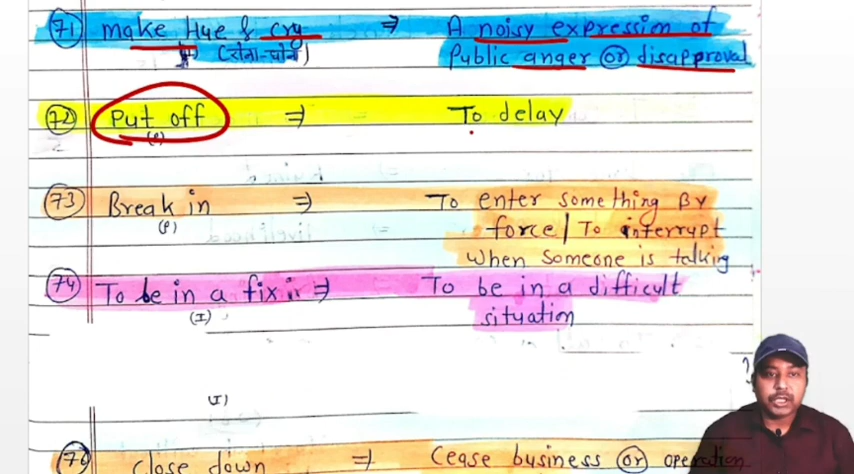 71) make Hye & cry ⇒ A noisy expression of
(रोना-धोना) Public anger or disapproval
72 Put off ⇒ To delay
(P)
73 Break in ⇒ To enter something By
(P) force / To interrupt
when someone is talking
74 To be in a fix ⇒ To be in a difficult
(I) situation
(I)
76 Close down ⇒ Cease business or operation